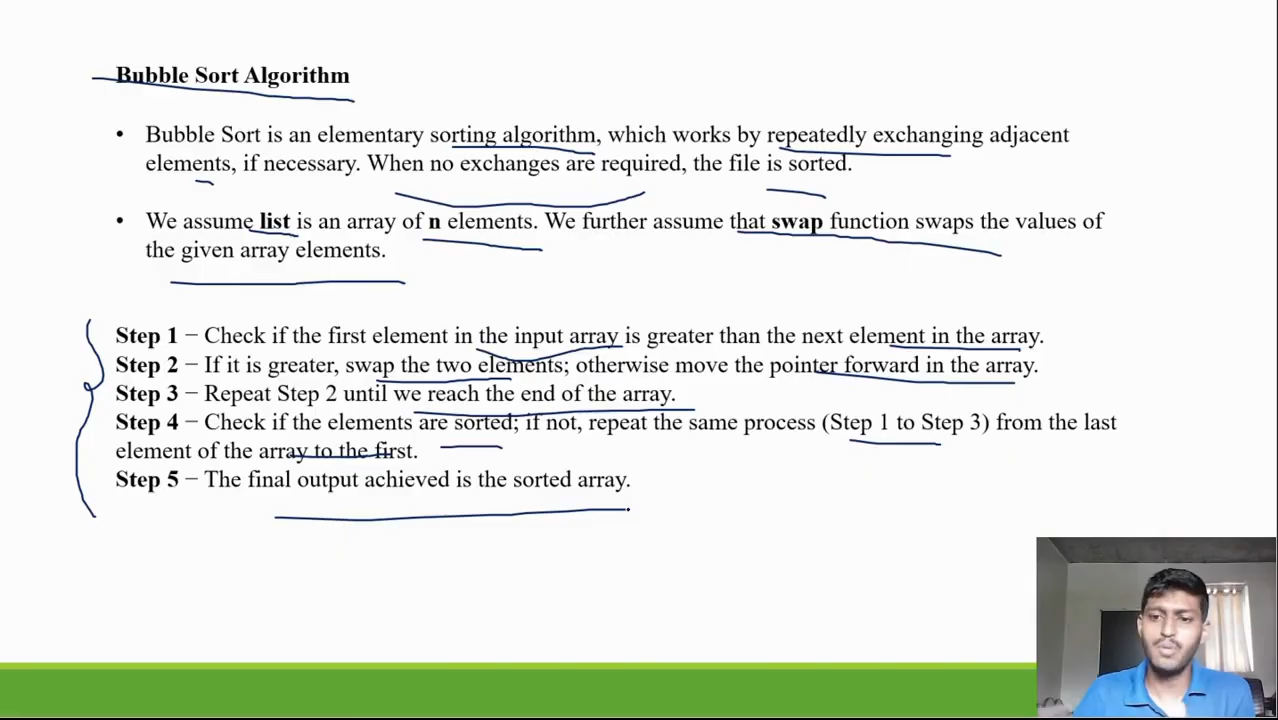 Bubble Sort Algorithm
• Bubble Sort is an elementary sorting algorithm, which works by repeatedly exchanging adjacent
elements, if necessary. When no exchanges are required, the file is sorted.
• We assume list is an array of n elements. We further assume that swap function swaps the values of
the given array elements.
Step 1 − Check if the first element in the input array is greater than the next element in the array.
Step 2 − If it is greater, swap the two elements; otherwise move the pointer forward in the array.
Step 3 − Repeat Step 2 until we reach the end of the array.
Step 4 − Check if the elements are sorted; if not, repeat the same process (Step 1 to Step 3) from the last
element of the array to the first.
Step 5 − The final output achieved is the sorted array.